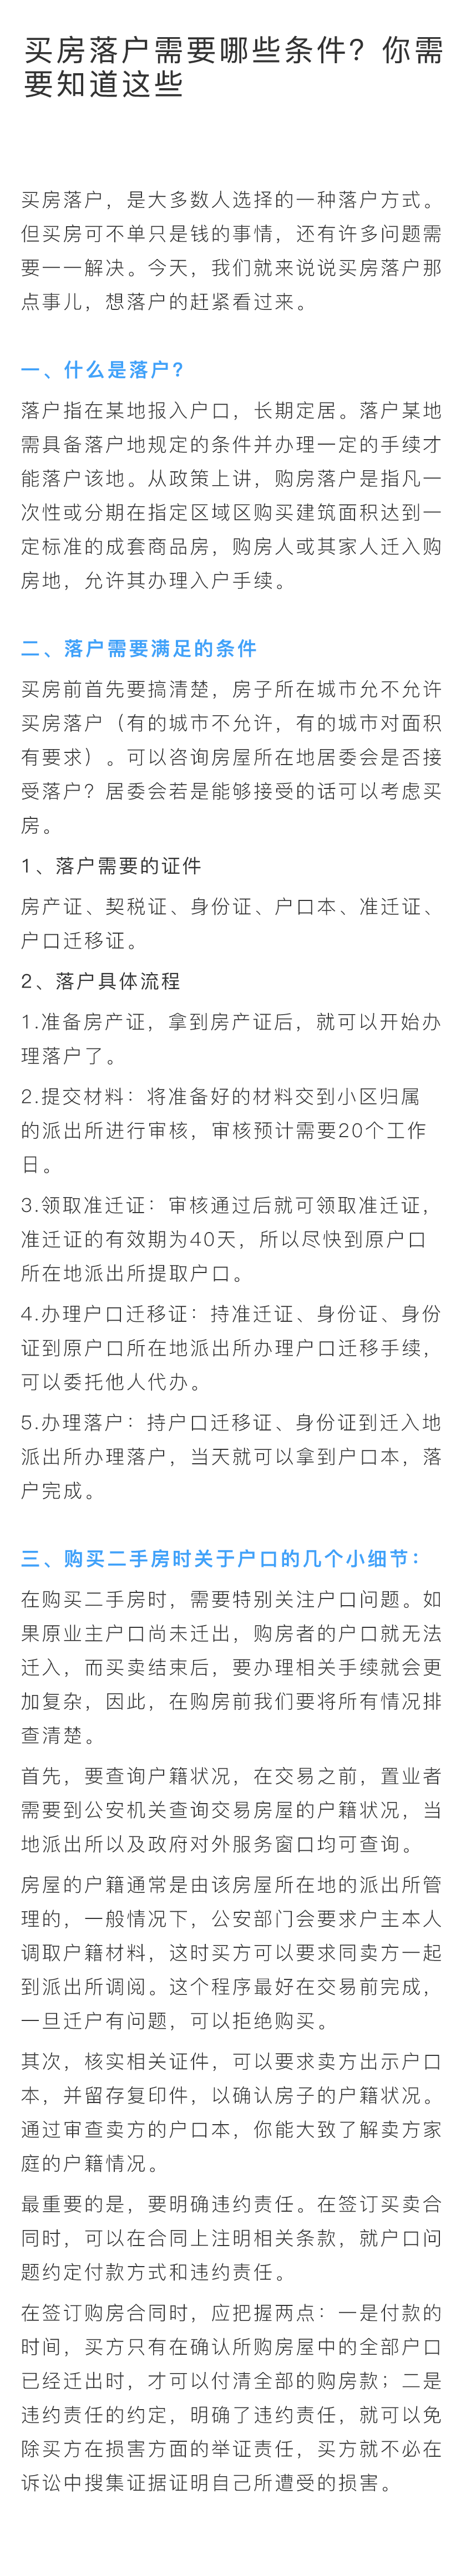 买房落户需要哪些条件？你需
要知道这些
买房落户，是大多数人选择的一种落户方式。
但买房可不单只是钱的事情，还有许多问题需
要一一解决。今天，我们就来说说买房落户那
点事儿，想落户的赶紧看过来。
一、什么是落户？
落户指在某地报入户口，长期定居。落户某地
需具备落户地规定的条件并办理一定的手续才
能落户该地。从政策上讲，购房落户是指凡一
次性或分期在指定区域区购买建筑面积达到一
定标准的成套商品房，购房人或其家人迁入购
房地，允许其办理入户手续。
二、落户需要满足的条件
买房前首先要搞清楚，房子所在城市允不允许
买房落户（有的城市不允许，有的城市对面积
有要求）。可以咨询房屋所在地居委会是否接
受落户？居委会若是能够接受的话可以考虑买
房。
1、落户需要的证件
房产证、契税证、身份证、户口本、准迁证、
户口迁移证。
2、落户具体流程
1.准备房产证，拿到房产证后，就可以开始办
理落户了。
2.提交材料：将准备好的材料交到小区归属
的派出所进行审核，审核预计需要20个工作
日。
3.领取准迁证：审核通过后就可领取准迁证，
准迁证的有效期为40天，所以尽快到原户口
所在地派出所提取户口。
4.办理户口迁移证：持准迁证、身份证、身份
证到原户口所在地派出所办理户口迁移手续，
可以委托他人代办。
5.办理落户：持户口迁移证、身份证到迁入地
派出所办理落户，当天就可以拿到户口本，落
户完成。
三、购买二手房时关于户口的几个小细节：
在购买二手房时，需要特别关注户口问题。如
果原业主户口尚未迁出，购房者的户口就无法
迁入，而买卖结束后，要办理相关手续就会更
加复杂，因此，在购房前我们要将所有情况排
查清楚。
首先，要查询户籍状况，在交易之前，置业者
需要到公安机关查询交易房屋的户籍状况，当
地派出所以及政府对外服务窗口均可查询。
房屋的户籍通常是由该房屋所在地的派出所管
理的，一般情况下，公安部门会要求户主本人
调取户籍材料，这时买方可以要求同卖方一起
到派出所调阅。这个程序最好在交易前完成，
一旦迁户有问题，可以拒绝购买。
其次，核实相关证件，可以要求卖方出示户口
本，并留存复印件，以确认房子的户籍状况。
通过审查卖方的户口本，你能大致了解卖方家
庭的户籍情况。
最重要的是，要明确违约责任。在签订买卖合
同时，可以在合同上注明相关条款，就户口问
题约定付款方式和违约责任。
在签订购房合同时，应把握两点：一是付款的
时间，买方只有在确认所购房屋中的全部户口
已经迁出时，才可以付清全部的购房款；二是
违约责任的约定，明确了违约责任，就可以免
除买方在损害方面的举证责任，买方就不必在
诉讼中搜集证据证明自己所遭受的损害。